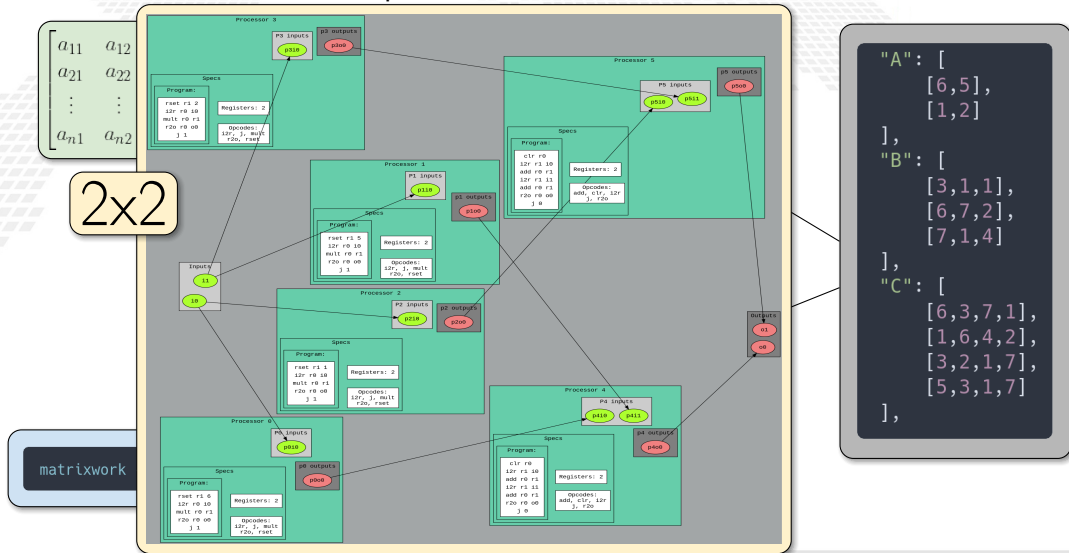 a11 a12
a21 a22
⋮ ⋮
an1 an2
2x2
matrixwork
Processor 3
P3 inputs
p3i0
p3 outputs
p3o0
Specs
Program:
rset r1 2
i2r r0 i0
mult r0 r1
r2o r0 o0
j 1
Registers: 2
Opcodes:
i2r, j, mult
r2o, rset
Processor 5
P5 inputs
p5i0
p5i1
p5 outputs
p5o0
Specs
Program:
clr r0
i2r r1 i0
add r0 r1
i2r r1 i1
add r0 r1
r2o r0 o0
j 0
Registers: 2
Opcodes:
add, clr, i2r
j, r2o
Processor 1
P1 inputs
p1i0
p1 outputs
p1o0
Specs
Program:
rset r1 5
i2r r0 i0
mult r0 r1
r2o r0 o0
j 1
Registers: 2
Opcodes:
i2r, j, mult
r2o, rset
Inputs
i1
i0
Processor 2
P2 inputs
p2i0
p2 outputs
p2o0
Specs
Program:
rset r1 1
i2r r0 i0
mult r0 r1
r2o r0 o0
j 1
Registers: 2
Opcodes:
i2r, j, mult
r2o, rset
Outputs
o1
o0
Processor 4
P4 inputs
p4i0
p4i1
p4 outputs
p4o0
Specs
Program:
clr r0
i2r r1 i0
add r0 r1
i2r r1 i1
add r0 r1
r2o r0 o0
j 0
Registers: 2
Opcodes:
add, clr, i2r
j, r2o
Processor 0
P0 inputs
p0i0
p0 outputs
p0o0
Specs
Program:
rset r1 6
i2r r0 i0
mult r0 r1
r2o r0 o0
j 1
Registers: 2
Opcodes:
i2r, j, mult
r2o, rset
"A": [
[6,5],
[1,2]
],
"B": [
[3,1,1],
[6,7,2],
[7,1,4]
],
"C": [
[6,3,7,1],
[1,6,4,2],
[3,2,1,7],
[5,3,1,7]
],